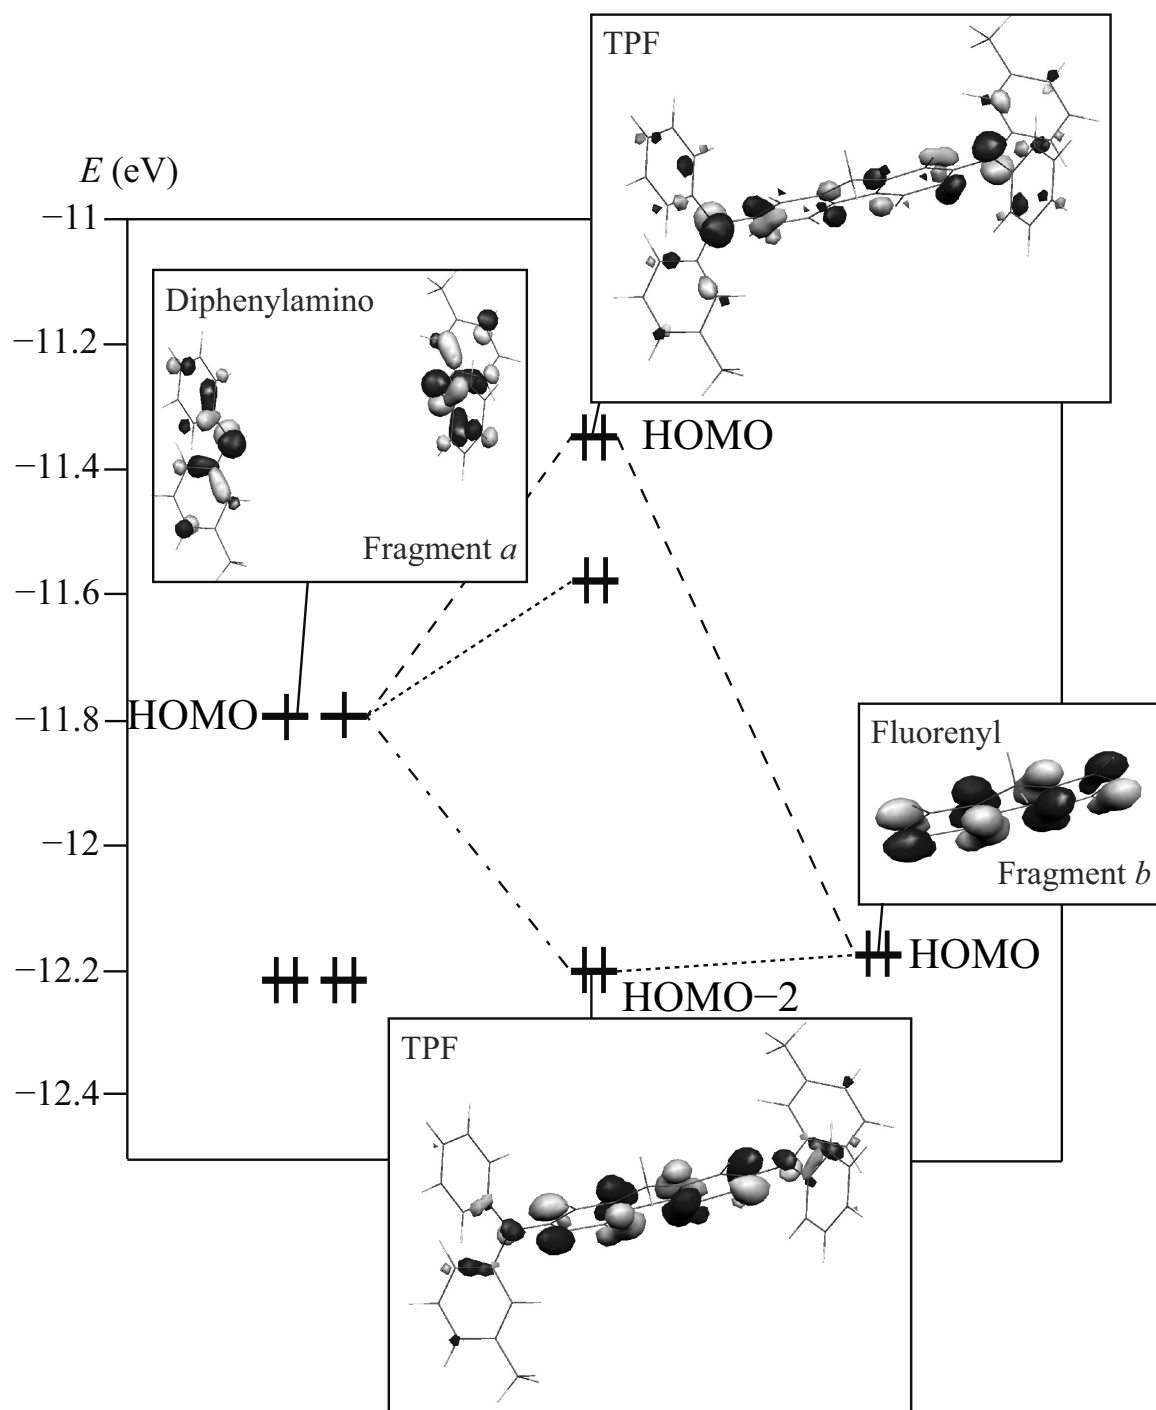 TPF
E (eV)
−11
Diphenylamino
−11.2
HOMO
−11.4
Fragment a
−11.6
HOMO
−11.8
Fluorenyl
−12
Fragment b
HOMO
−12.2
HOMO−2
TPF
−12.4